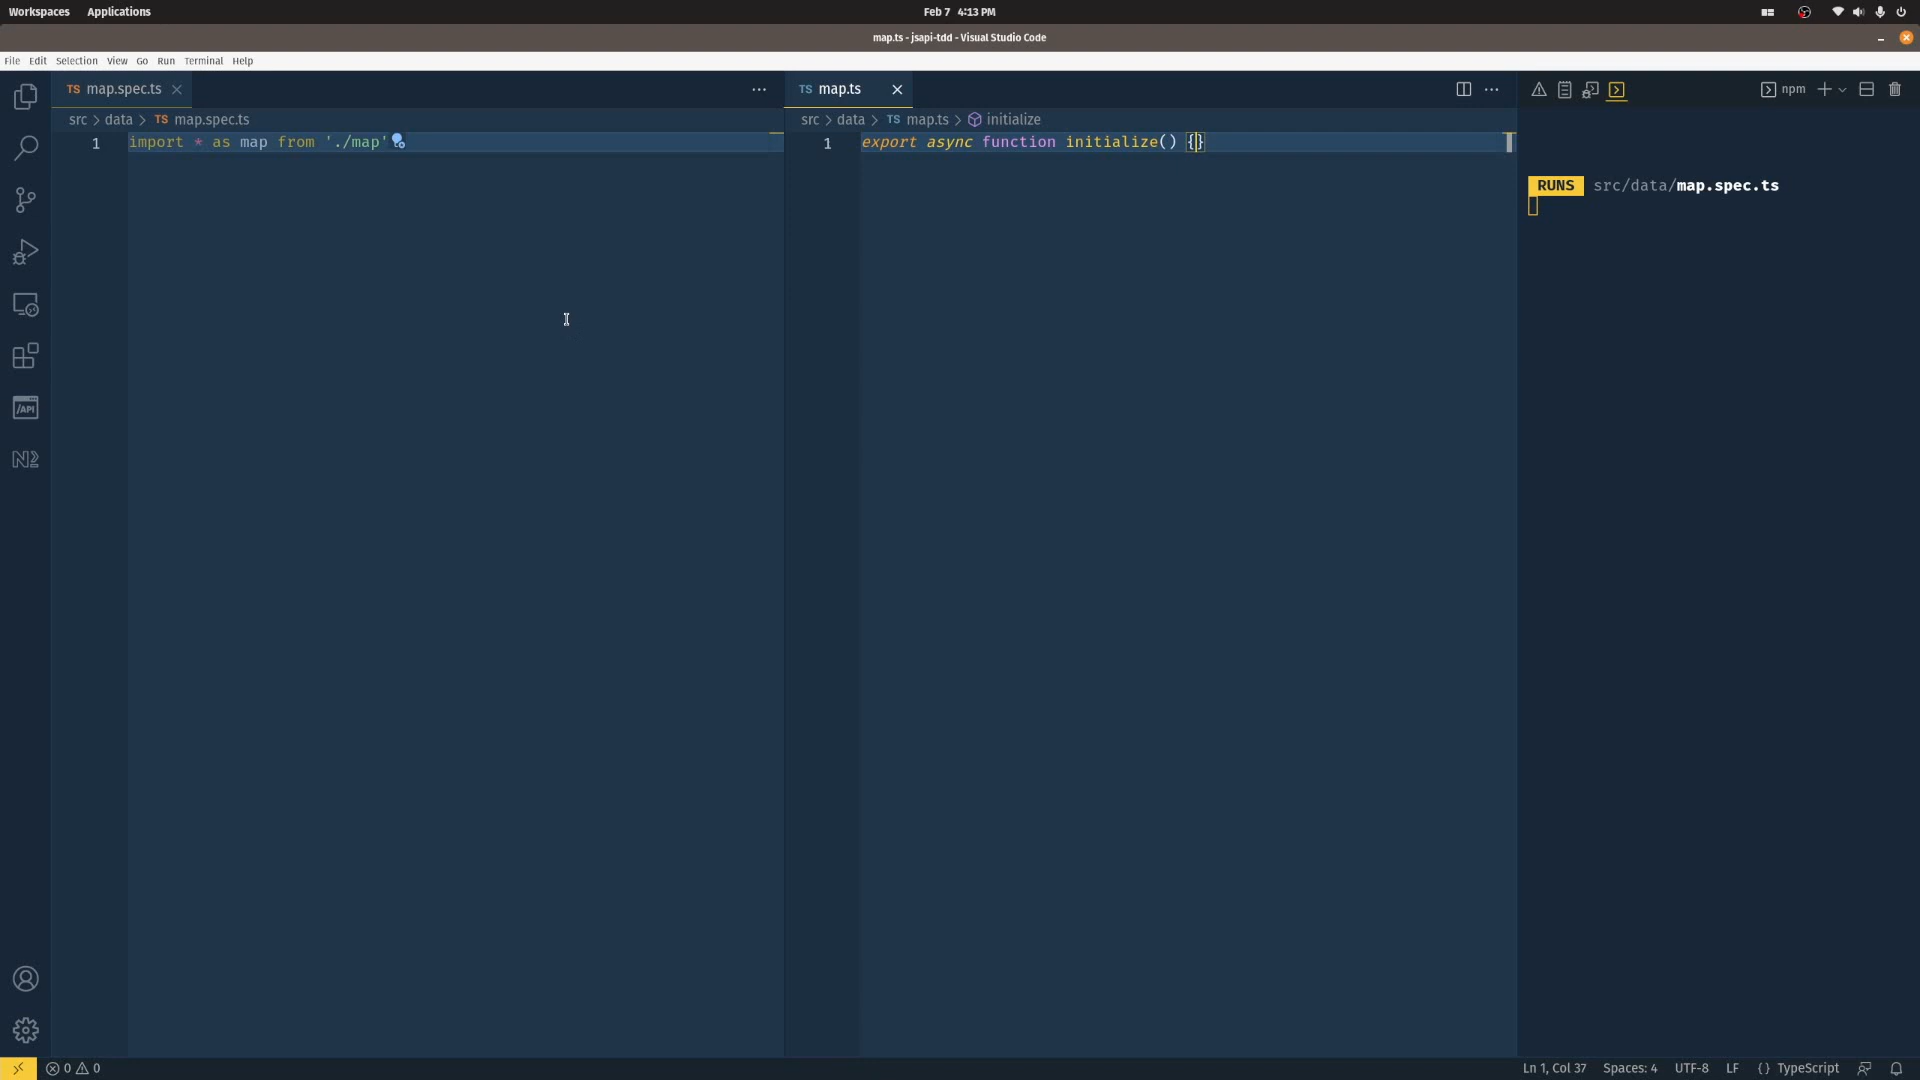 Workspaces Applications Feb 7 4:13 PM
map.ts - jsapi-tdd - Visual Studio Code
File Edit Selection View Go Run Terminal Help
TS map.spec.ts
src > data > TS map.spec.ts
1 import * as map from './map'
TS map.ts
src > data > TS map.ts > initialize
1 export async function initialize() {}
npm
RUNS src/data/map.spec.ts
/API
N
0 0
Ln 1, Col 37 Spaces: 4 UTF-8 LF {} TypeScript